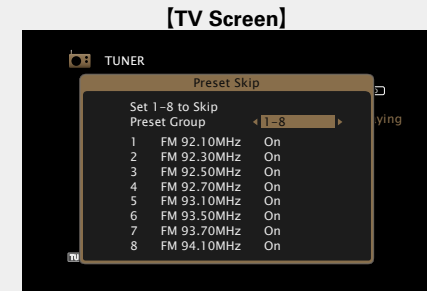 【TV Screen】
TUNER
Preset Skip
Set 1–8 to Skip
Preset Group 1–8
1 FM 92.10MHz On
2 FM 92.30MHz On
3 FM 92.50MHz On
4 FM 92.70MHz On
5 FM 93.10MHz On
6 FM 93.50MHz On
7 FM 93.70MHz On
8 FM 94.10MHz On